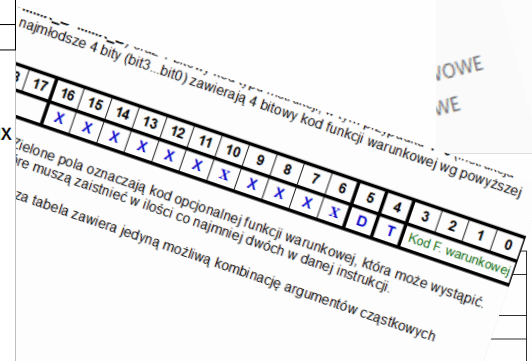 najmłodsze 4 bity (bit3...bit0) zawierają 4 bitowy kod funkcji warunkowej wg powyższej
WE
17 16 15 14 13 12 11 10 9 8 7 6 5 4 3 2 1 0
X X X X X X X X X X X D T Kod F. warunkowej
X
Zielone pola oznaczają kod opcjonalnej funkcji warunkowej, która może wystąpić.
muszą zaistnieć w ilości co najmniej dwóch w danej instrukcji.
za tabela zawiera jedyną możliwą kombinację argumentów cząstkowych